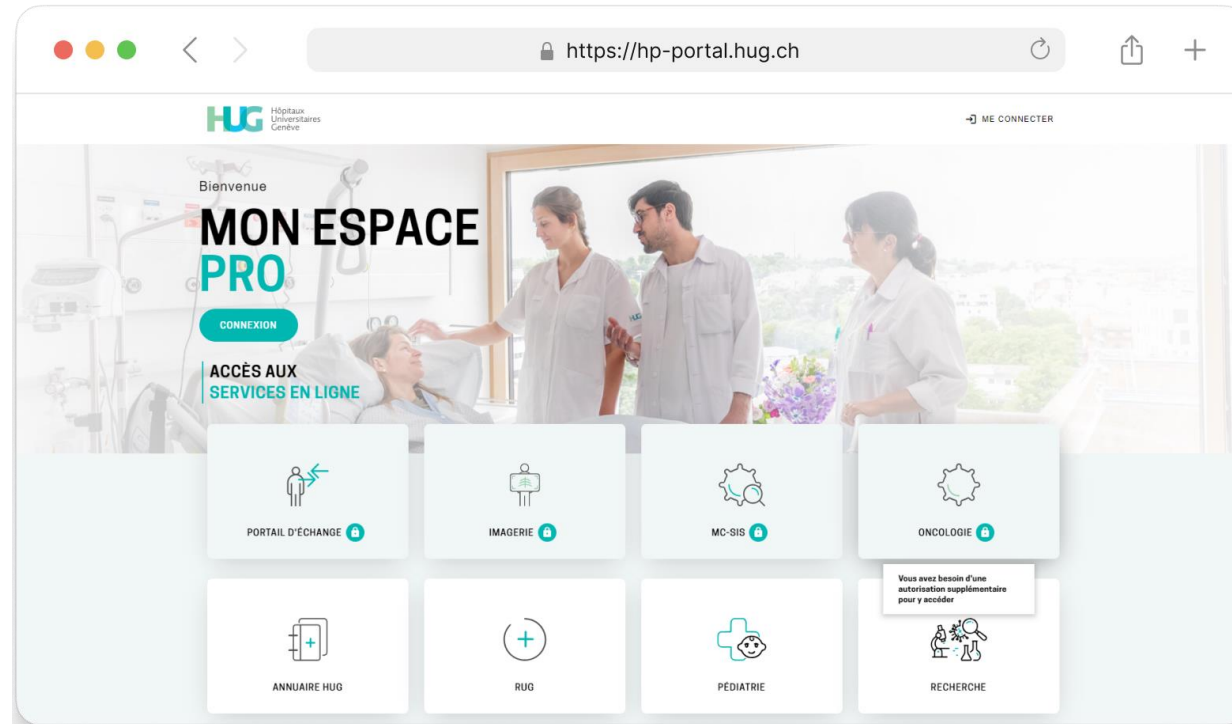 https://hp-portal.hug.ch
HUG
Hôpitaux
Universitaires
Genève
ME CONNECTER
Bienvenue
MON ESPACE
PRO
CONNEXION
ACCÈS AUX
SERVICES EN LIGNE
PORTAIL D'ÉCHANGE
IMAGERIE
MC-SIS
ONCOLOGIE
Vous avez besoin d'une
autorisation supplémentaire
pour y accéder
ANNUAIRE HUG
RUG
PÉDIATRIE
RECHERCHE